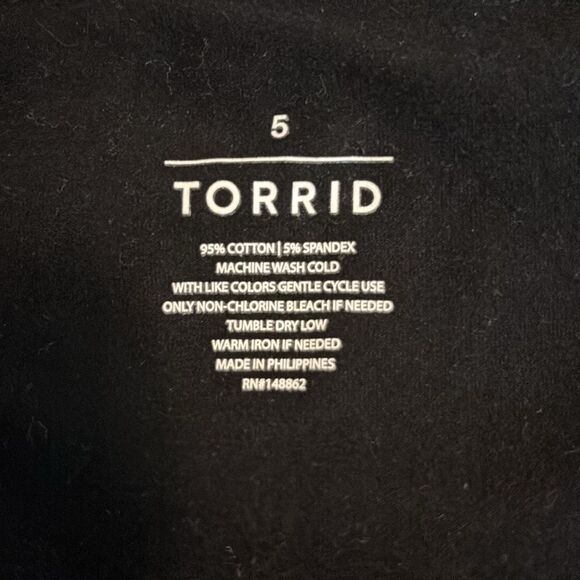 5
TORRID
95% COTTON | 5% SPANDEX
MACHINE WASH COLD
WITH LIKE COLORS GENTLE CYCLE USE
ONLY NON-CHLORINE BLEACH IF NEEDED
TUMBLE DRY LOW
WARM IRON IF NEEDED
MADE IN PHILIPPINES
RN#148862